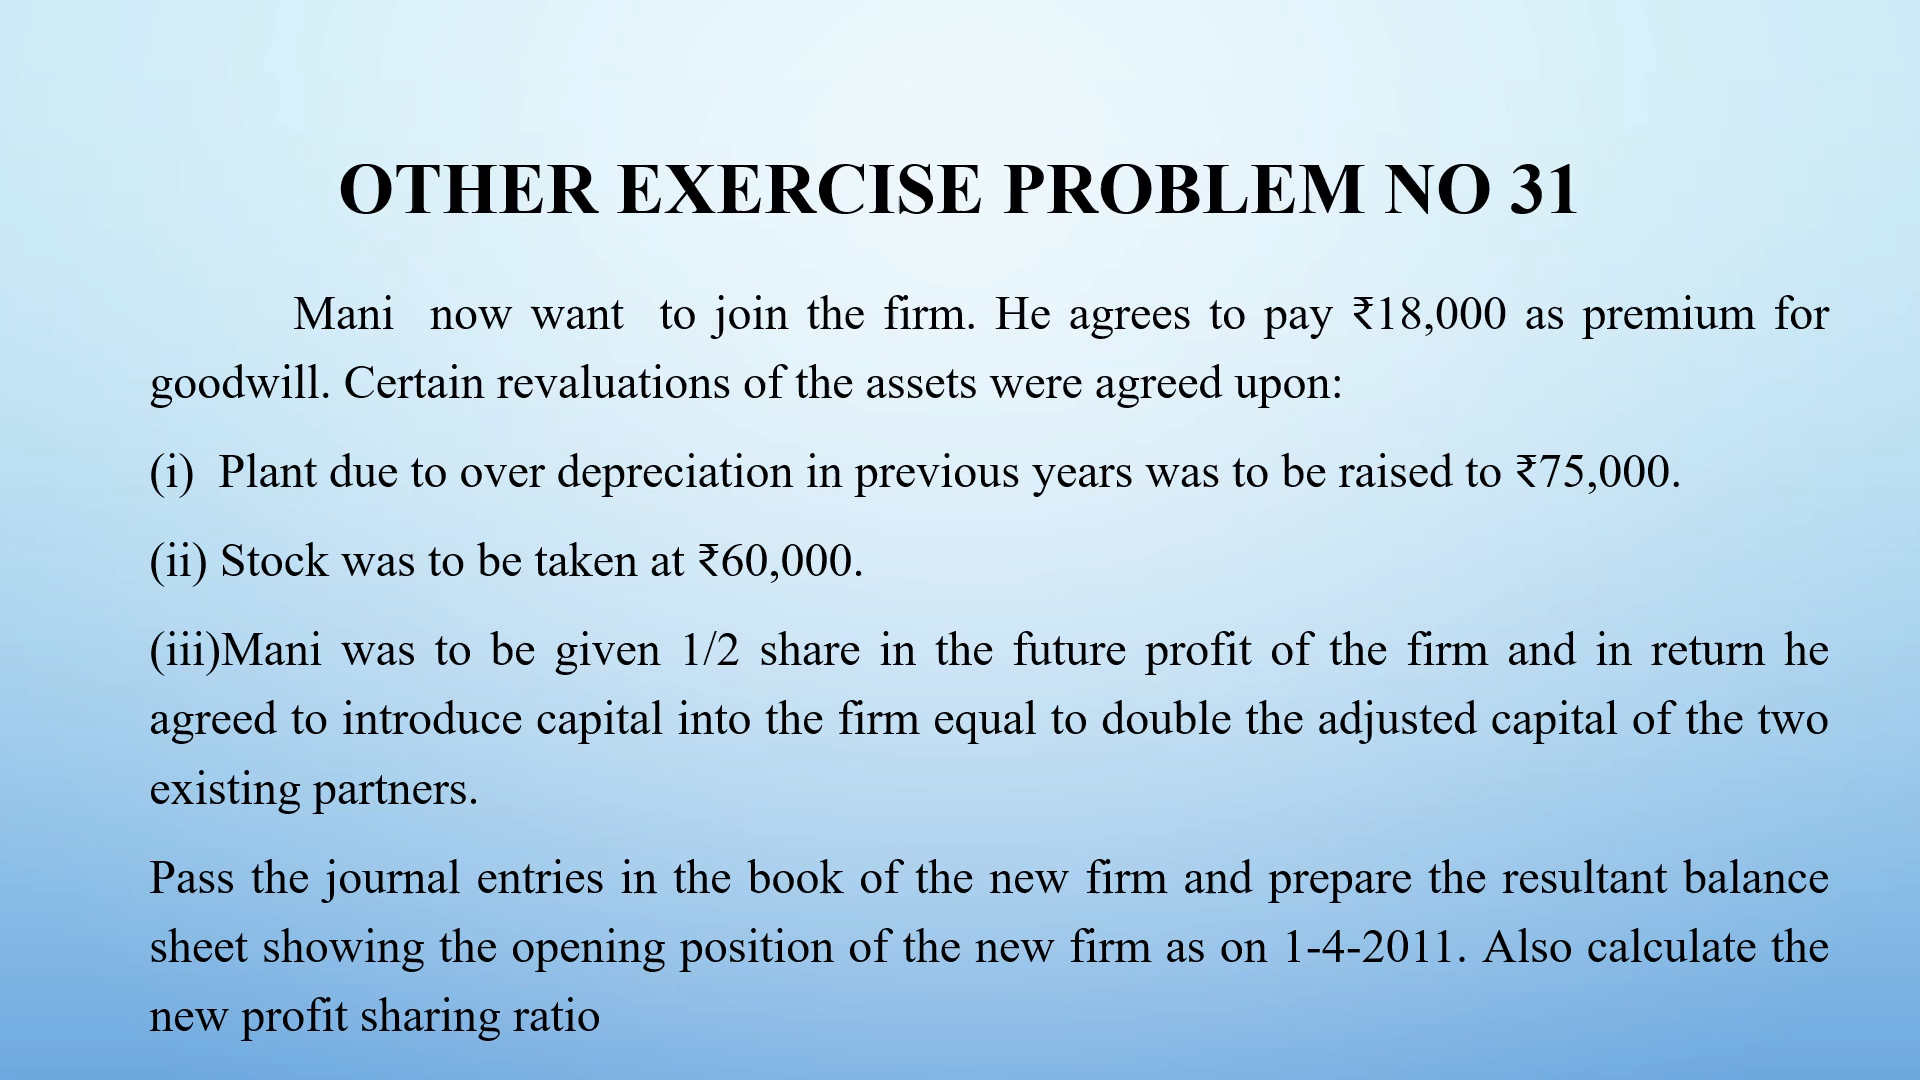 OTHER EXERCISE PROBLEM NO 31
Mani now want to join the firm. He agrees to pay ₹18,000 as premium for
goodwill. Certain revaluations of the assets were agreed upon:
(i) Plant due to over depreciation in previous years was to be raised to ₹75,000.
(ii) Stock was to be taken at ₹60,000.
(iii)Mani was to be given 1/2 share in the future profit of the firm and in return he
agreed to introduce capital into the firm equal to double the adjusted capital of the two
existing partners.
Pass the journal entries in the book of the new firm and prepare the resultant balance
sheet showing the opening position of the new firm as on 1-4-2011. Also calculate the
new profit sharing ratio